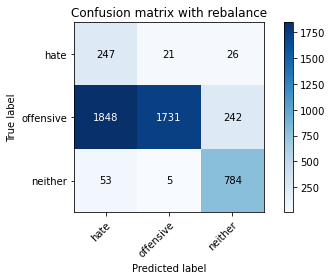 Confusion matrix with rebalance
True label
hate 247 21 26
offensive 1848 1731 242
neither 53 5 784
hate offensive neither
Predicted label
1750
1500
1250
1000
750
500
250